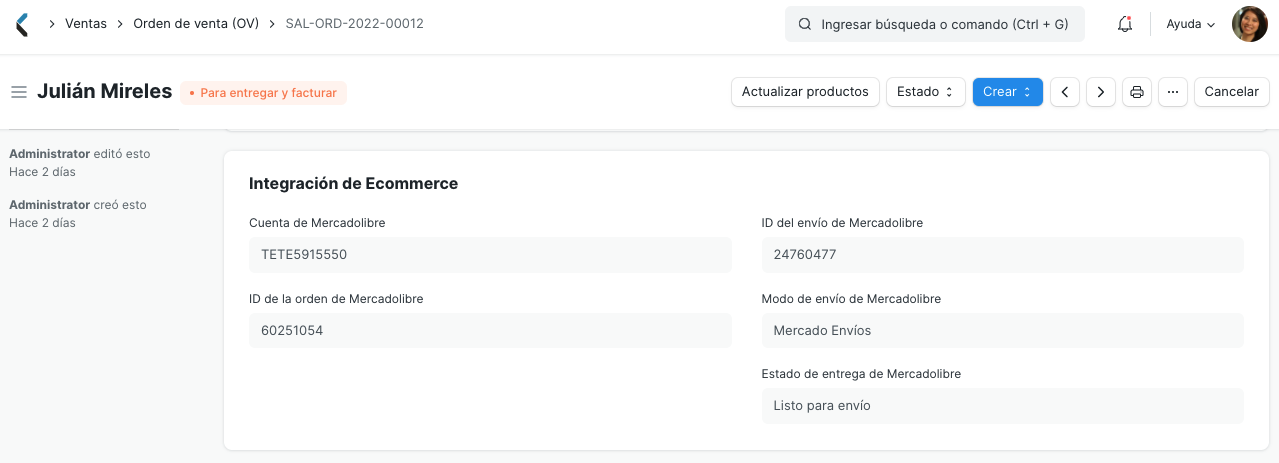 Ventas Orden de venta (OV) SAL-ORD-2022-00012
Ingresar búsqueda o comando (Ctrl + G)
Ayuda
Julián Mireles
Para entregar y facturar
Actualizar productos
Estado
Crear
...
Cancelar
Administrator editó esto
Hace 2 días
Administrator creó esto
Hace 2 días
Integración de Ecommerce
Cuenta de Mercadolibre
TETE5915550
ID de la orden de Mercadolibre
60251054
ID del envío de Mercadolibre
24760477
Modo de envío de Mercadolibre
Mercado Envíos
Estado de entrega de Mercadolibre
Listo para envío